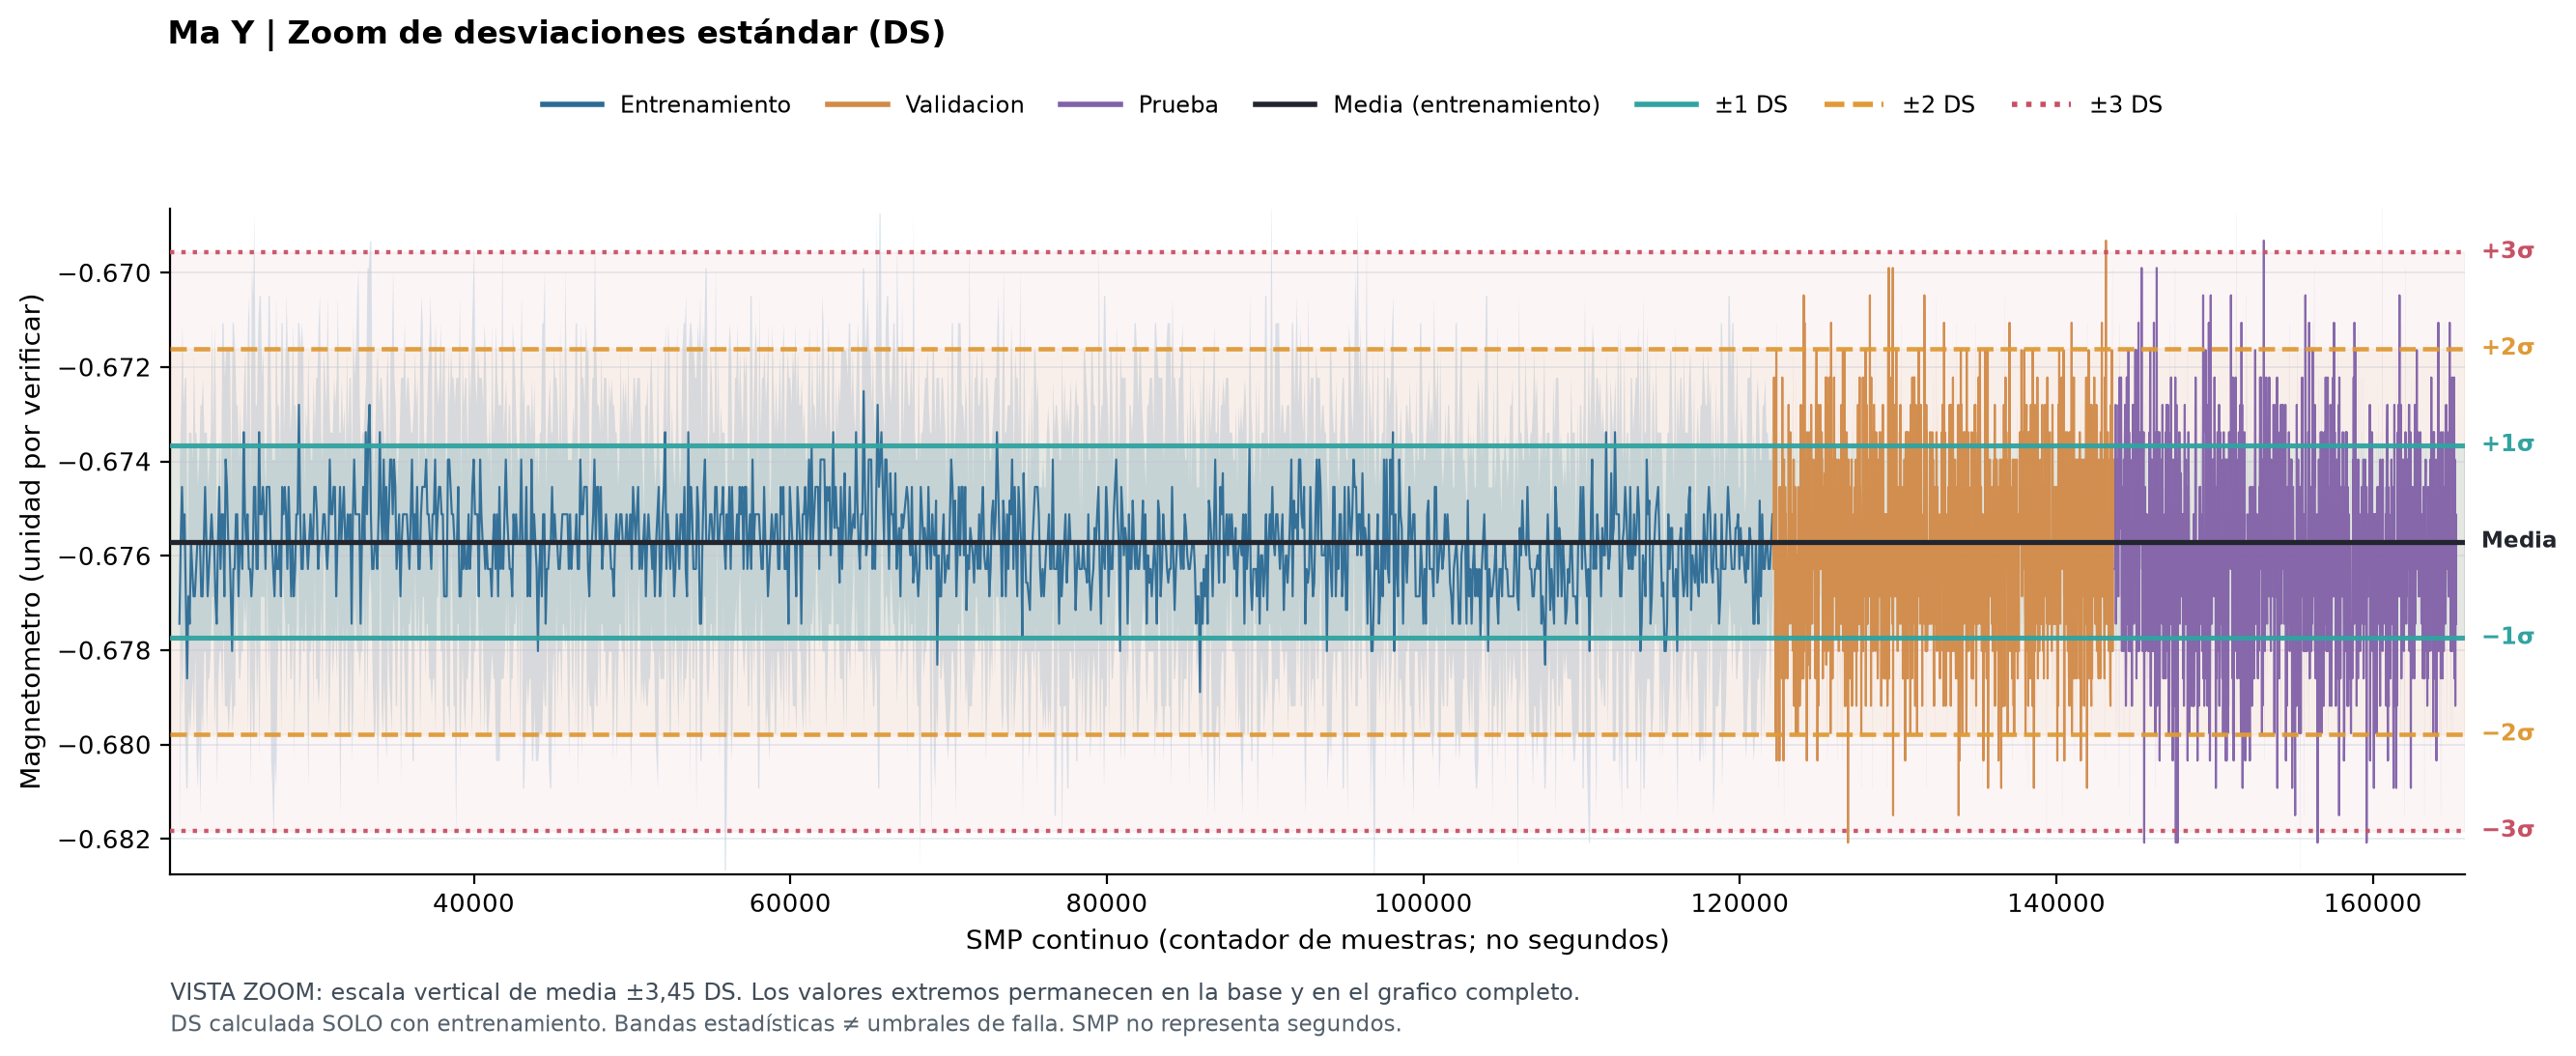 Ma Y | Zoom de desviaciones estándar (DS)
Entrenamiento Validacion Prueba Media (entrenamiento) ±1 DS ±2 DS ±3 DS
Magnetometro (unidad por verificar)
−0.670
−0.672
−0.674
−0.676
−0.678
−0.680
−0.682
+3σ
+2σ
+1σ
Media
−1σ
−2σ
−3σ
40000 60000 80000 100000 120000 140000 160000
SMP continuo (contador de muestras; no segundos)
VISTA ZOOM: escala vertical de media ±3,45 DS. Los valores extremos permanecen en la base y en el grafico completo.
DS calculada SOLO con entrenamiento. Bandas estadísticas ≠ umbrales de falla. SMP no representa segundos.